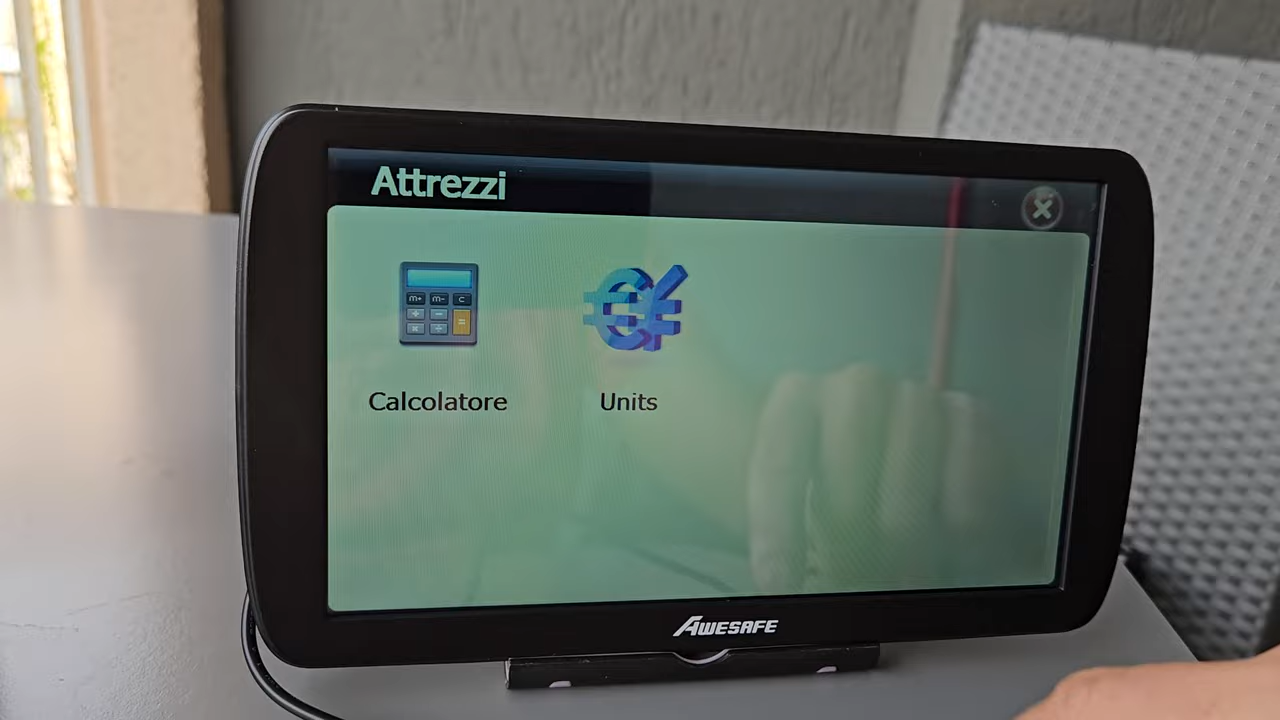 Attrezzi
m+ m- c
+ -
= 
× ÷
Calcolatore
Units
AWESAFE